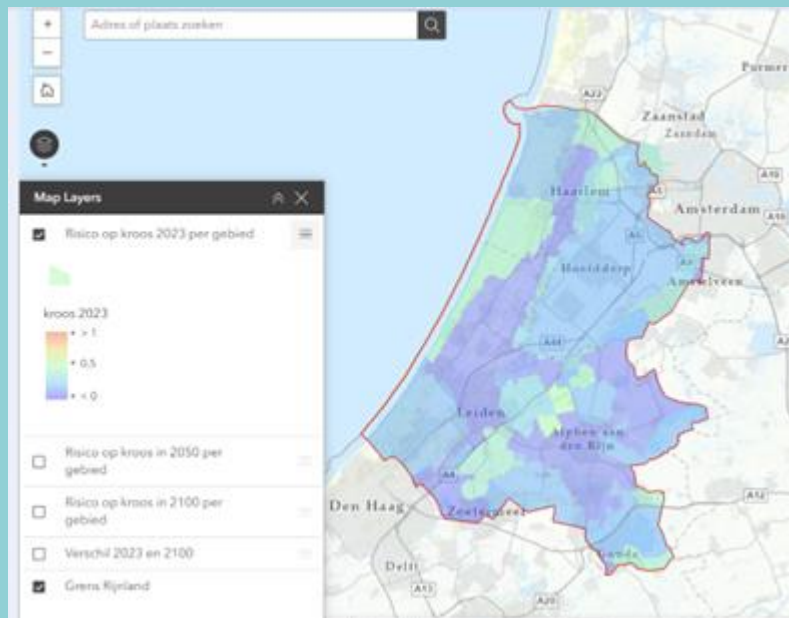 +
Adres of plaats zoeken
−
Map Layers
Risico op kroos 2023 per gebied
kroos 2023
> 1
0,5
< 0
Risico op kroos in 2050 per
gebied
Risico op kroos in 2100 per
gebied
Verschil 2023 en 2100
Grens Rijnland
Purmer
A22
Zaanstad
Zaandam
A10
Haarlem
A5
Amsterdam
A10
Hoofddorp
Amstelveen
A44
Leiden
Alphen aan
den Rijn
A4
Den Haag
Zoetermeer
A12
Gouda
Delft
A13
A20